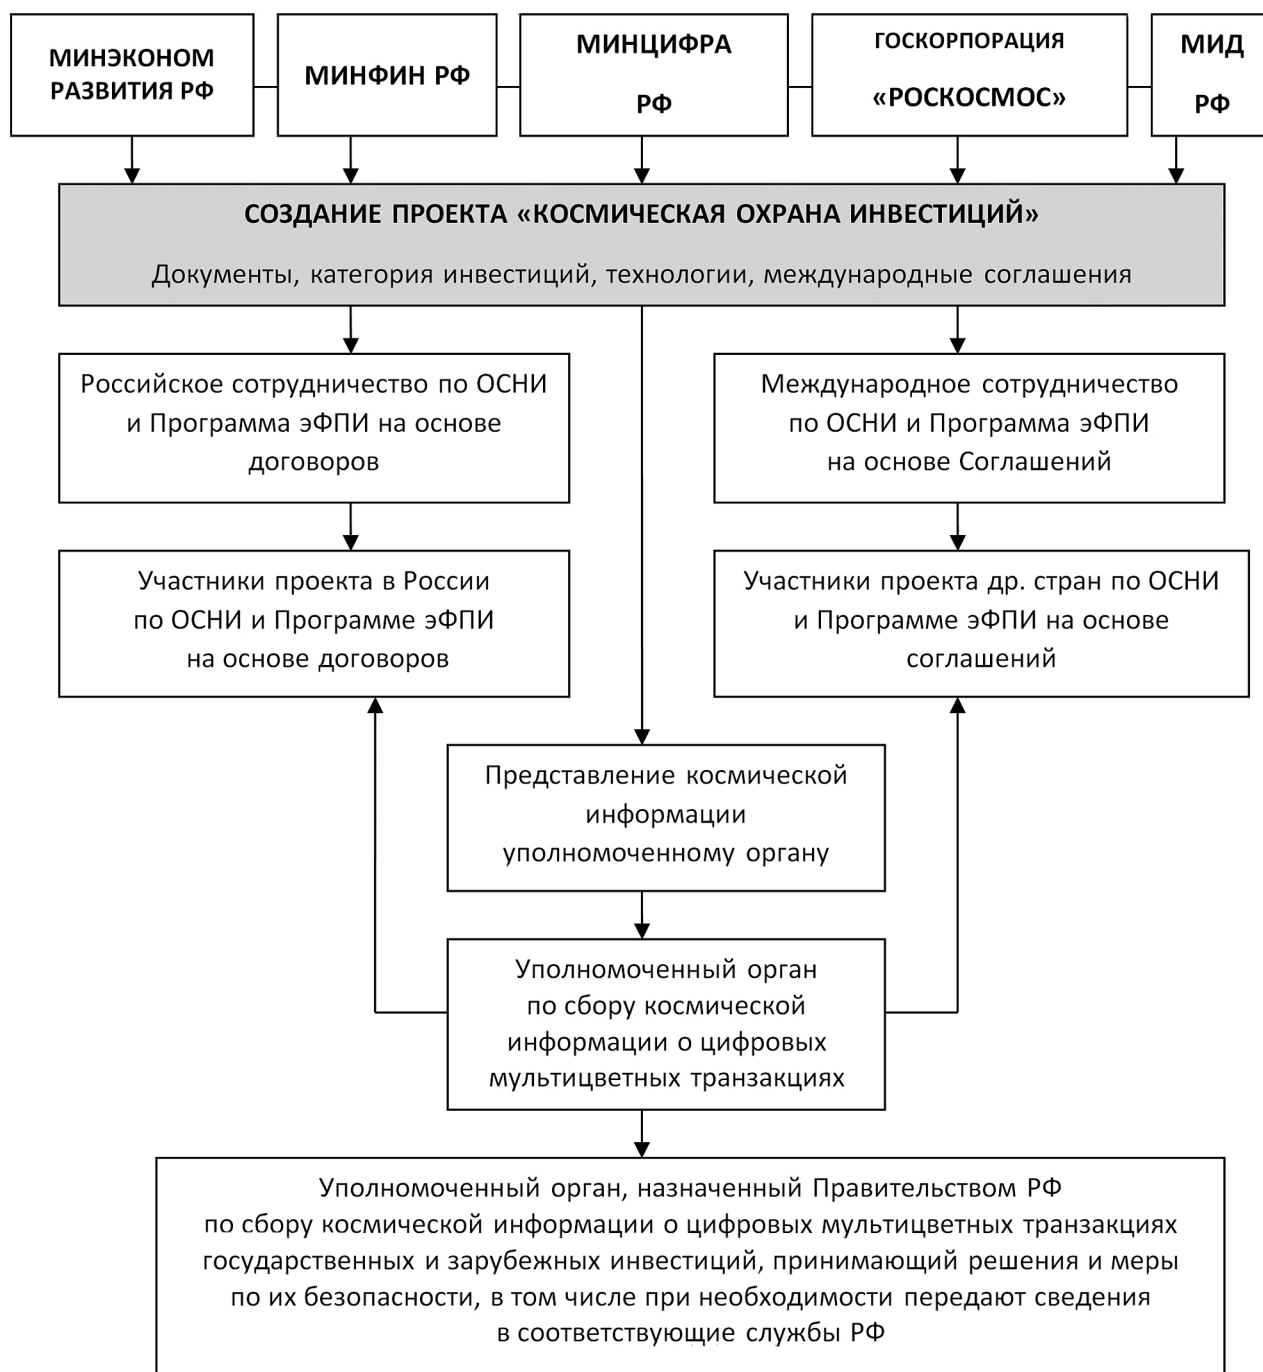 МИНЭКОНОМ
РАЗВИТИЯ РФ
МИНФИН РФ
МИНЦИФРА
РФ
ГОСКОРПОРАЦИЯ
«РОСКОСМОС»
МИД
РФ
СОЗДАНИЕ ПРОЕКТА «КОСМИЧЕСКАЯ ОХРАНА ИНВЕСТИЦИЙ»
Документы, категория инвестиций, технологии, международные соглашения
Российское сотрудничество по ОСНИ
и Программа эФПИ на основе
договоров
Международное сотрудничество
по ОСНИ и Программа эФПИ
на основе Соглашений
Участники проекта в России
по ОСНИ и Программе эФПИ
на основе договоров
Участники проекта др. стран по ОСНИ
и Программе эФПИ на основе
соглашений
Представление космической
информации
уполномоченному органу
Уполномоченный орган
по сбору космической
информации о цифровых
мультицветных транзакциях
Уполномоченный орган, назначенный Правительством РФ
по сбору космической информации о цифровых мультицветных транзакциях
государственных и зарубежных инвестиций, принимающий решения и меры
по их безопасности, в том числе при необходимости передают сведения
в соответствующие службы РФ